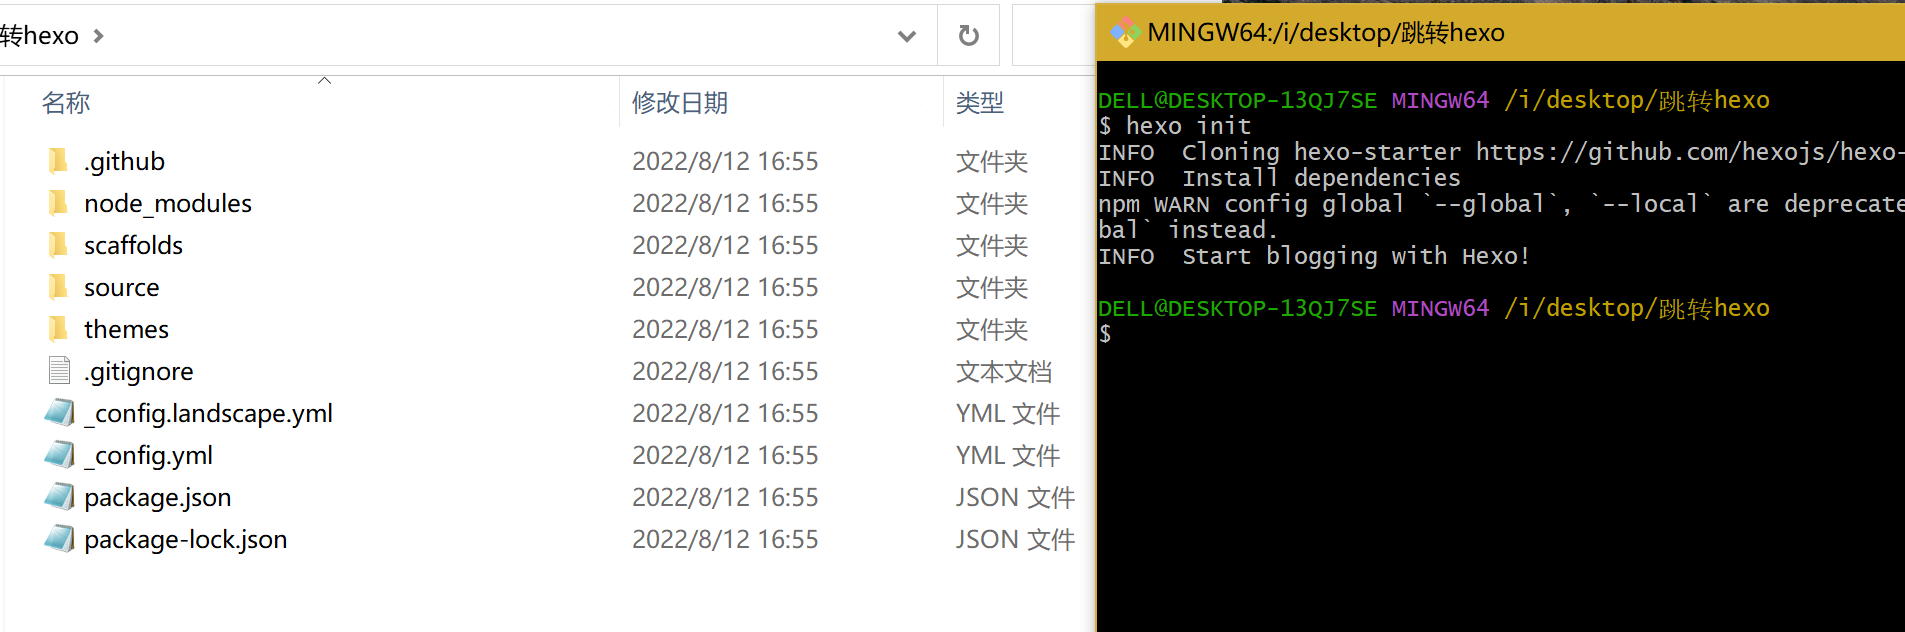 转hexo
名称 修改日期 类型
.github 2022/8/12 16:55 文件夹
node_modules 2022/8/12 16:55 文件夹
scaffolds 2022/8/12 16:55 文件夹
source 2022/8/12 16:55 文件夹
themes 2022/8/12 16:55 文件夹
.gitignore 2022/8/12 16:55 文本文档
_config.landscape.yml 2022/8/12 16:55 YML 文件
_config.yml 2022/8/12 16:55 YML 文件
package.json 2022/8/12 16:55 JSON 文件
package-lock.json 2022/8/12 16:55 JSON 文件
MINGW64:/i/desktop/跳转hexo
DELL@DESKTOP-13QJ7SE MINGW64 /i/desktop/跳转hexo
$ hexo init
INFO  Cloning hexo-starter https://github.com/hexojs/hexo-
INFO  Install dependencies
npm WARN config global `--global`, `--local` are deprecate
bal` instead.
INFO  Start blogging with Hexo!
DELL@DESKTOP-13QJ7SE MINGW64 /i/desktop/跳转hexo
$